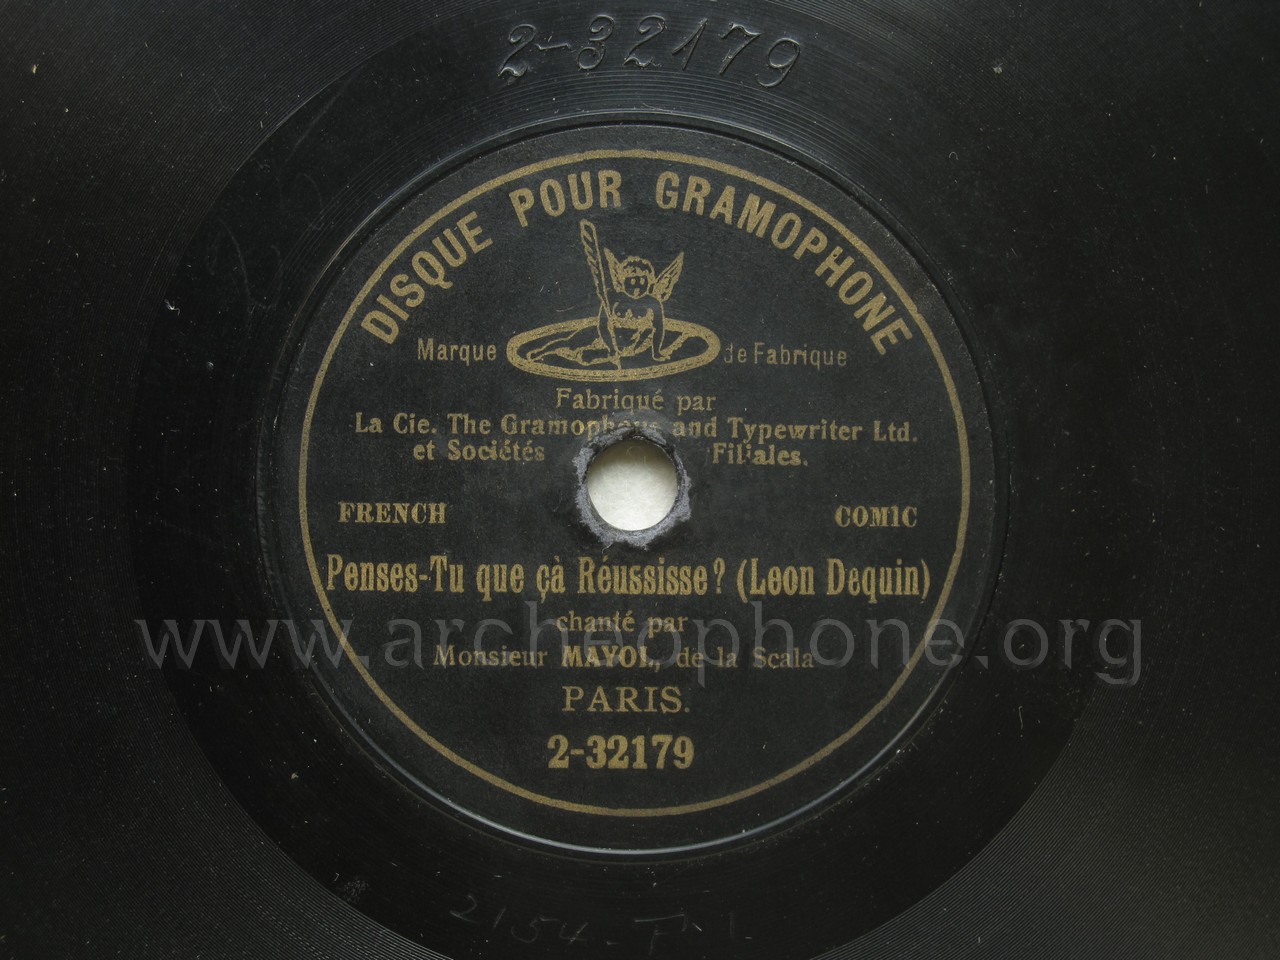 2-32179
DISQUE POUR GRAMOPHONE
Marque de Fabrique
Fabriqué par
La Cie. The Gramophone and Typewriter Ltd.
et Sociétés Filiales.
FRENCH COMIC
Penses-Tu que çà Réussisse? (Leon Dequin)
chanté par
www.archeophone.org
Monsieur MAYOL, de la Scala
PARIS.
2-32179